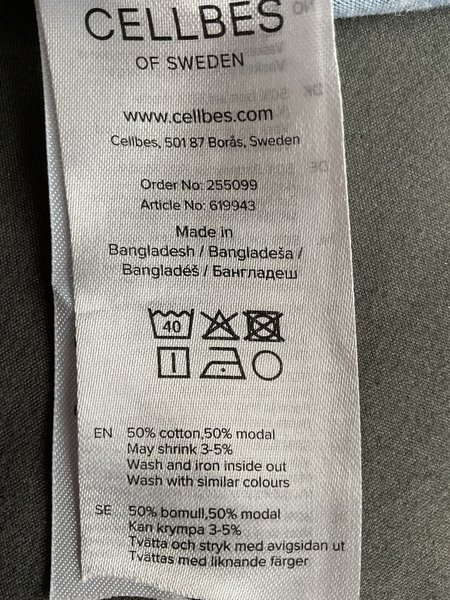 CELLBES
OF SWEDEN
www.cellbes.com
Cellbes, 501 87 Borås, Sweden
Order No: 255099
Article No: 619943
Made in
Bangladesh / Bangladeša /
Bangladéš / Бангладеш
40
EN 50% cotton,50% modal
May shrink 3-5%
Wash and iron inside out
Wash with similar colours
SE 50% bomull,50% modal
Kan krympa 3-5%
Tvätta och stryk med avigsidan ut
Tvättas med liknande färger